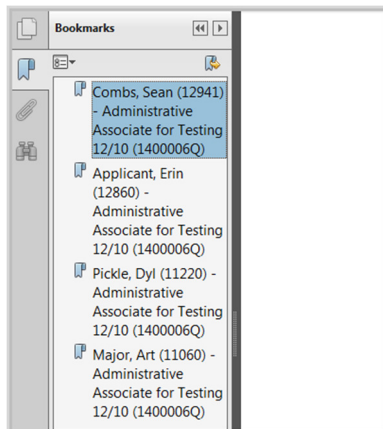 Bookmarks
Combs, Sean (12941)
- Administrative
Associate for Testing
12/10 (1400006Q)
Applicant, Erin
(12860) -
Administrative
Associate for Testing
12/10 (1400006Q)
Pickle, Dyl (11220) -
Administrative
Associate for Testing
12/10 (1400006Q)
Major, Art (11060) -
Administrative
Associate for Testing
12/10 (1400006Q)